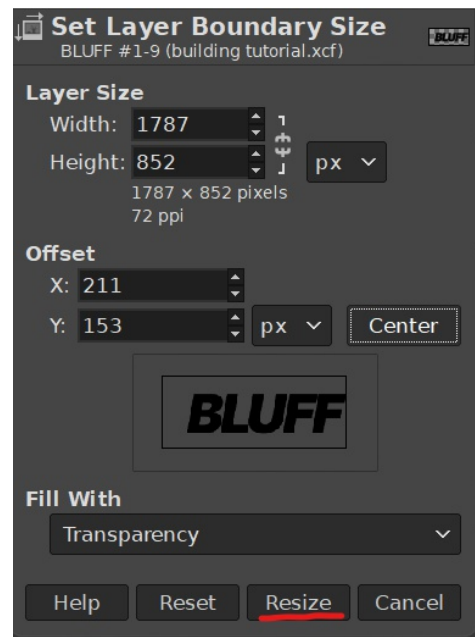 Set Layer Boundary Size
BLUFF #1-9 (building tutorial.xcf)
BLUFF
Layer Size
Width: 1787
Height: 852 px
1787 × 852 pixels
72 ppi
Offset
X: 211
Y: 153 px Center
BLUFF
Fill With
Transparency
Help Reset Resize Cancel